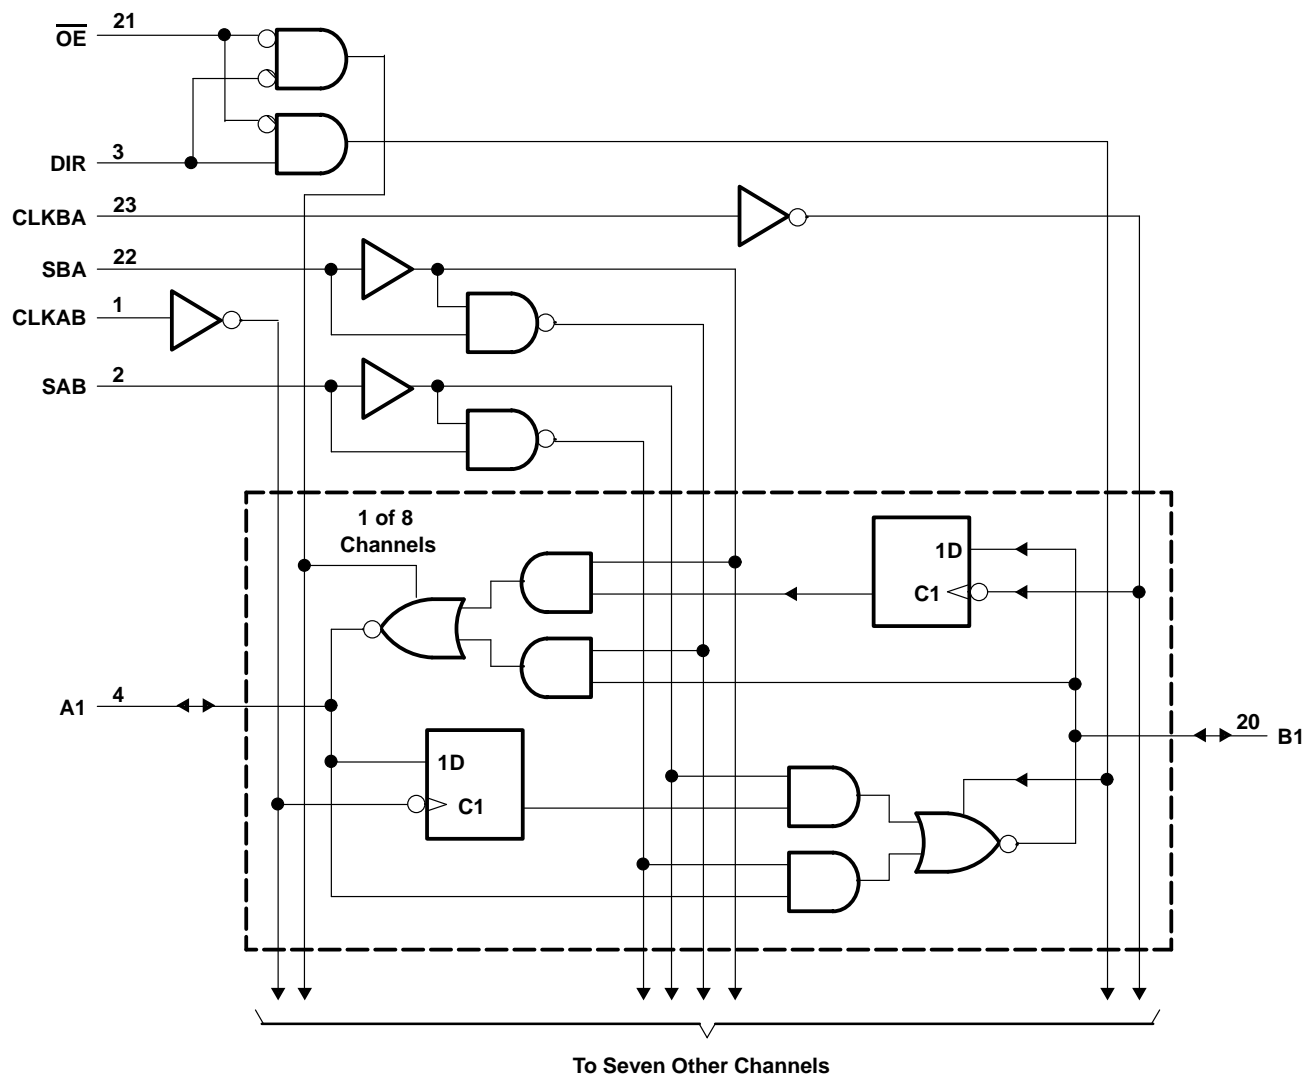 21
O̅E̅
3
DIR
23
CLKBA
22
SBA
1
CLKAB
2
SAB
1 of 8
Channels
1D
C1
4
A1
20
B1
1D
C1
To Seven Other Channels